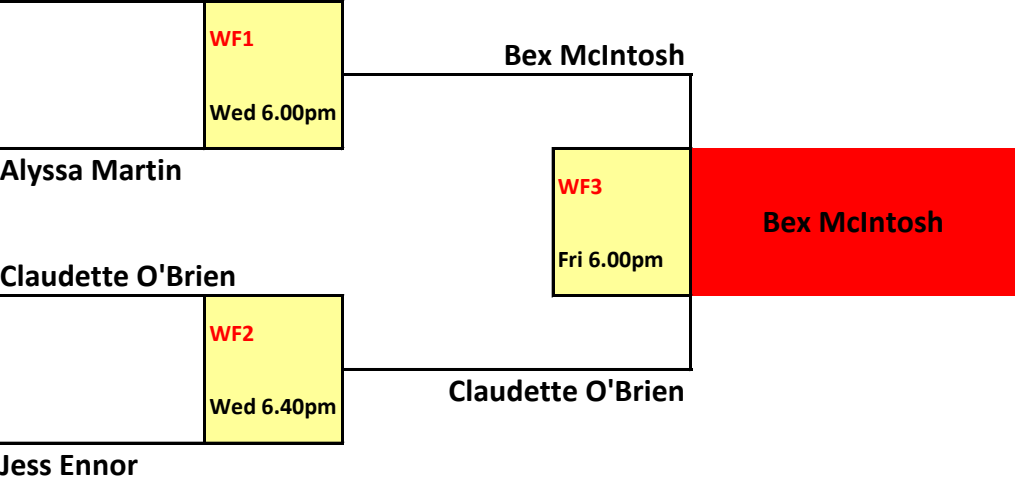 WF1
Bex McIntosh
Wed 6.00pm
Alyssa Martin
WF3
Bex McIntosh
Fri 6.00pm
Claudette O'Brien
WF2
Claudette O'Brien
Wed 6.40pm
Jess Ennor